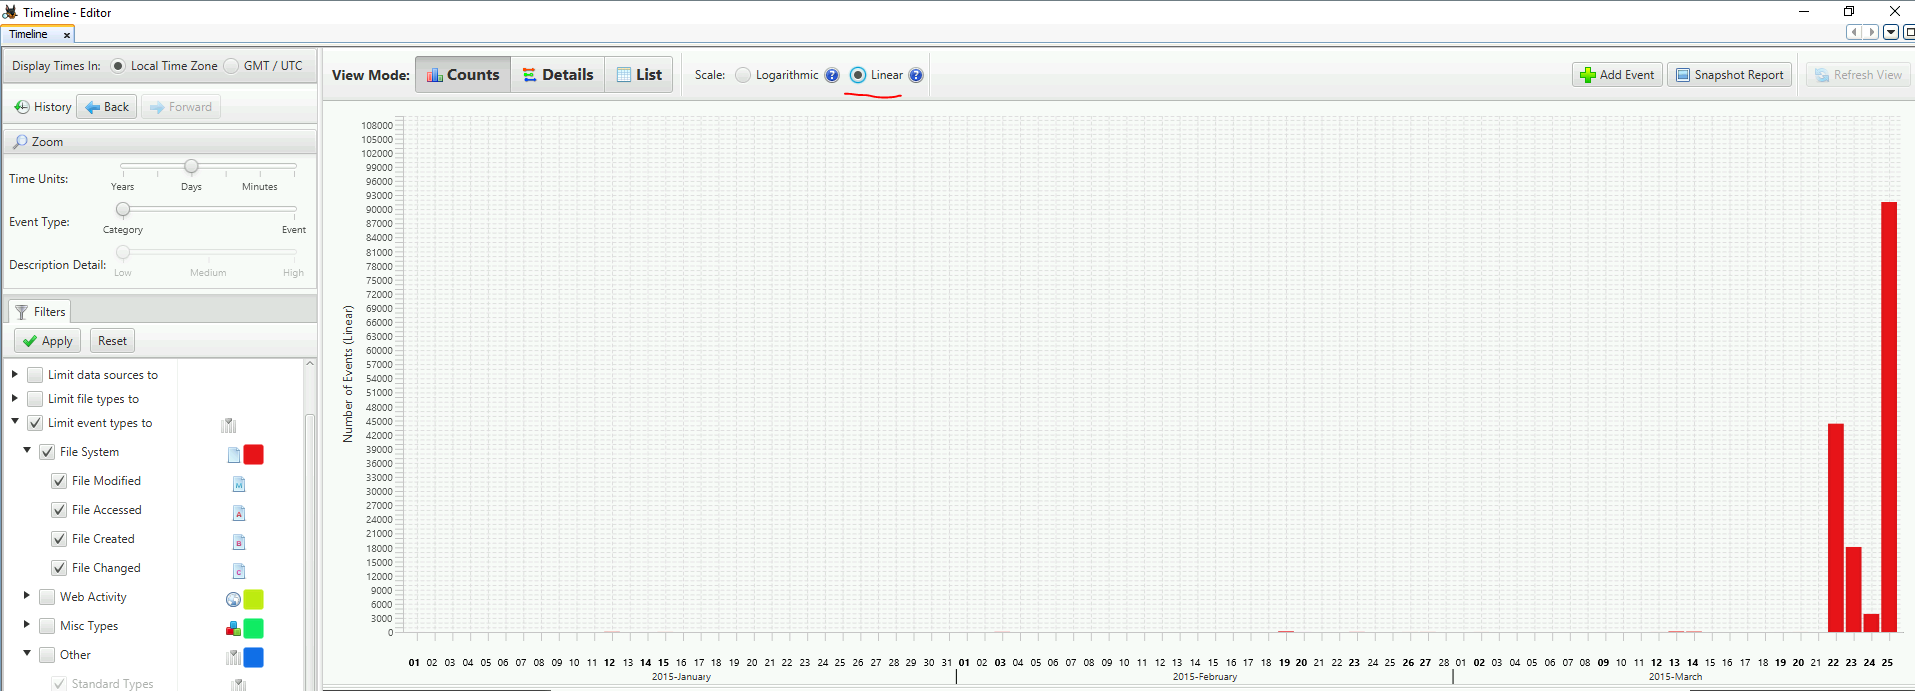 Timeline - Editor
Timeline
Display Times In: Local Time Zone GMT / UTC
View Mode: Counts Details List Scale: Logarithmic Linear Add Event Snapshot Report Refresh View
History Back Forward
Zoom
Time Units:
Years Days Minutes
Event Type:
Category Event
Description Detail:
Low Medium High
Filters
Apply Reset
Limit data sources to
Limit file types to
Limit event types to
File System
File Modified
M
File Accessed
A
File Created
B
File Changed
C
Web Activity
Misc Types
Other
Standard Types
Number of Events (Linear)
108000
105000
102000
99000
96000
93000
90000
87000
84000
81000
78000
75000
72000
69000
66000
63000
60000
57000
54000
51000
48000
45000
42000
39000
36000
33000
30000
27000
24000
21000
18000
15000
12000
9000
6000
3000
0
01 02 03 04 05 06 07 08 09 10 11 12 13 14 15 16 17 18 19 20 21 22 23 24 25 26 27 28 29 30 31 01 02 03 04 05 06 07 08 09 10 11 12 13 14 15 16 17 18 19 20 21 22 23 24 25 26 27 28 01 02 03 04 05 06 07 08 09 10 11 12 13 14 15 16 17 18 19 20 21 22 23 24 25
2015-January 2015-February 2015-March